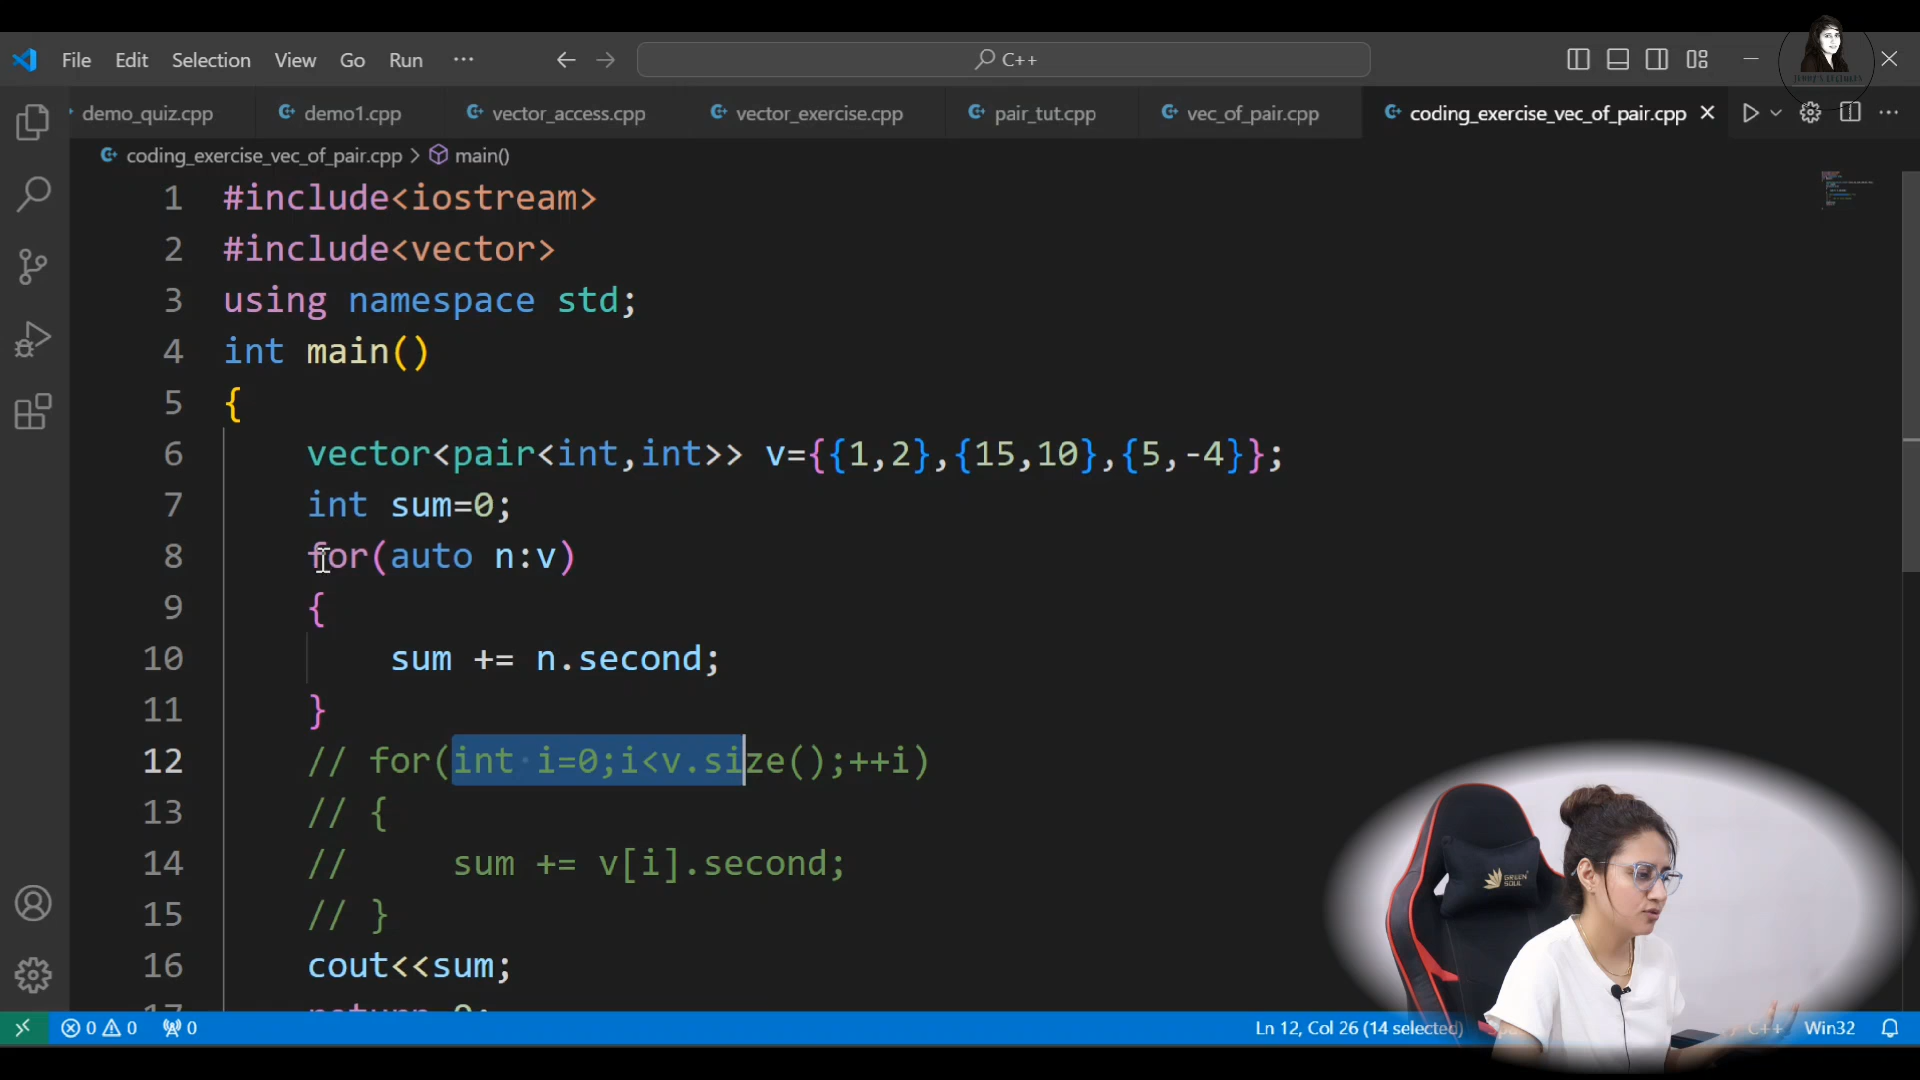 File Edit Selection View Go Run ··· C++
demo_quiz.cpp demo1.cpp vector_access.cpp vector_exercise.cpp pair_tut.cpp vec_of_pair.cpp coding_exercise_vec_of_pair.cpp
coding_exercise_vec_of_pair.cpp > main()
1 #include<iostream>
2 #include<vector>
3 using namespace std;
4 int main()
5 {
6 vector<pair<int,int>> v={{1,2},{15,10},{5,-4}};
7 int sum=0;
8 for(auto n:v)
9 {
10 sum += n.second;
11 }
12 // for(int i=0;i<v.size();++i)
13 // {
14 // sum += v[i].second;
15 // }
16 cout<<sum;
GREEN
SOUL
0 0 0 Ln 12, Col 26 (14 selected) C++ Win32